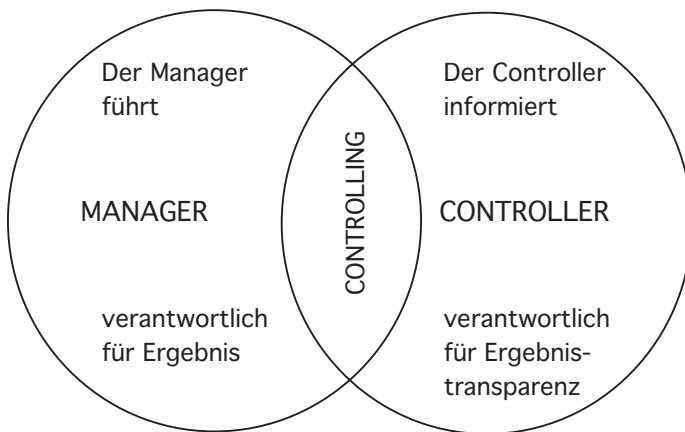 Der Manager
führt
MANAGER
verantwortlich
für Ergebnis
CONTROLLING
Der Controller
informiert
CONTROLLER
verantwortlich
für Ergebnis-
transparenz